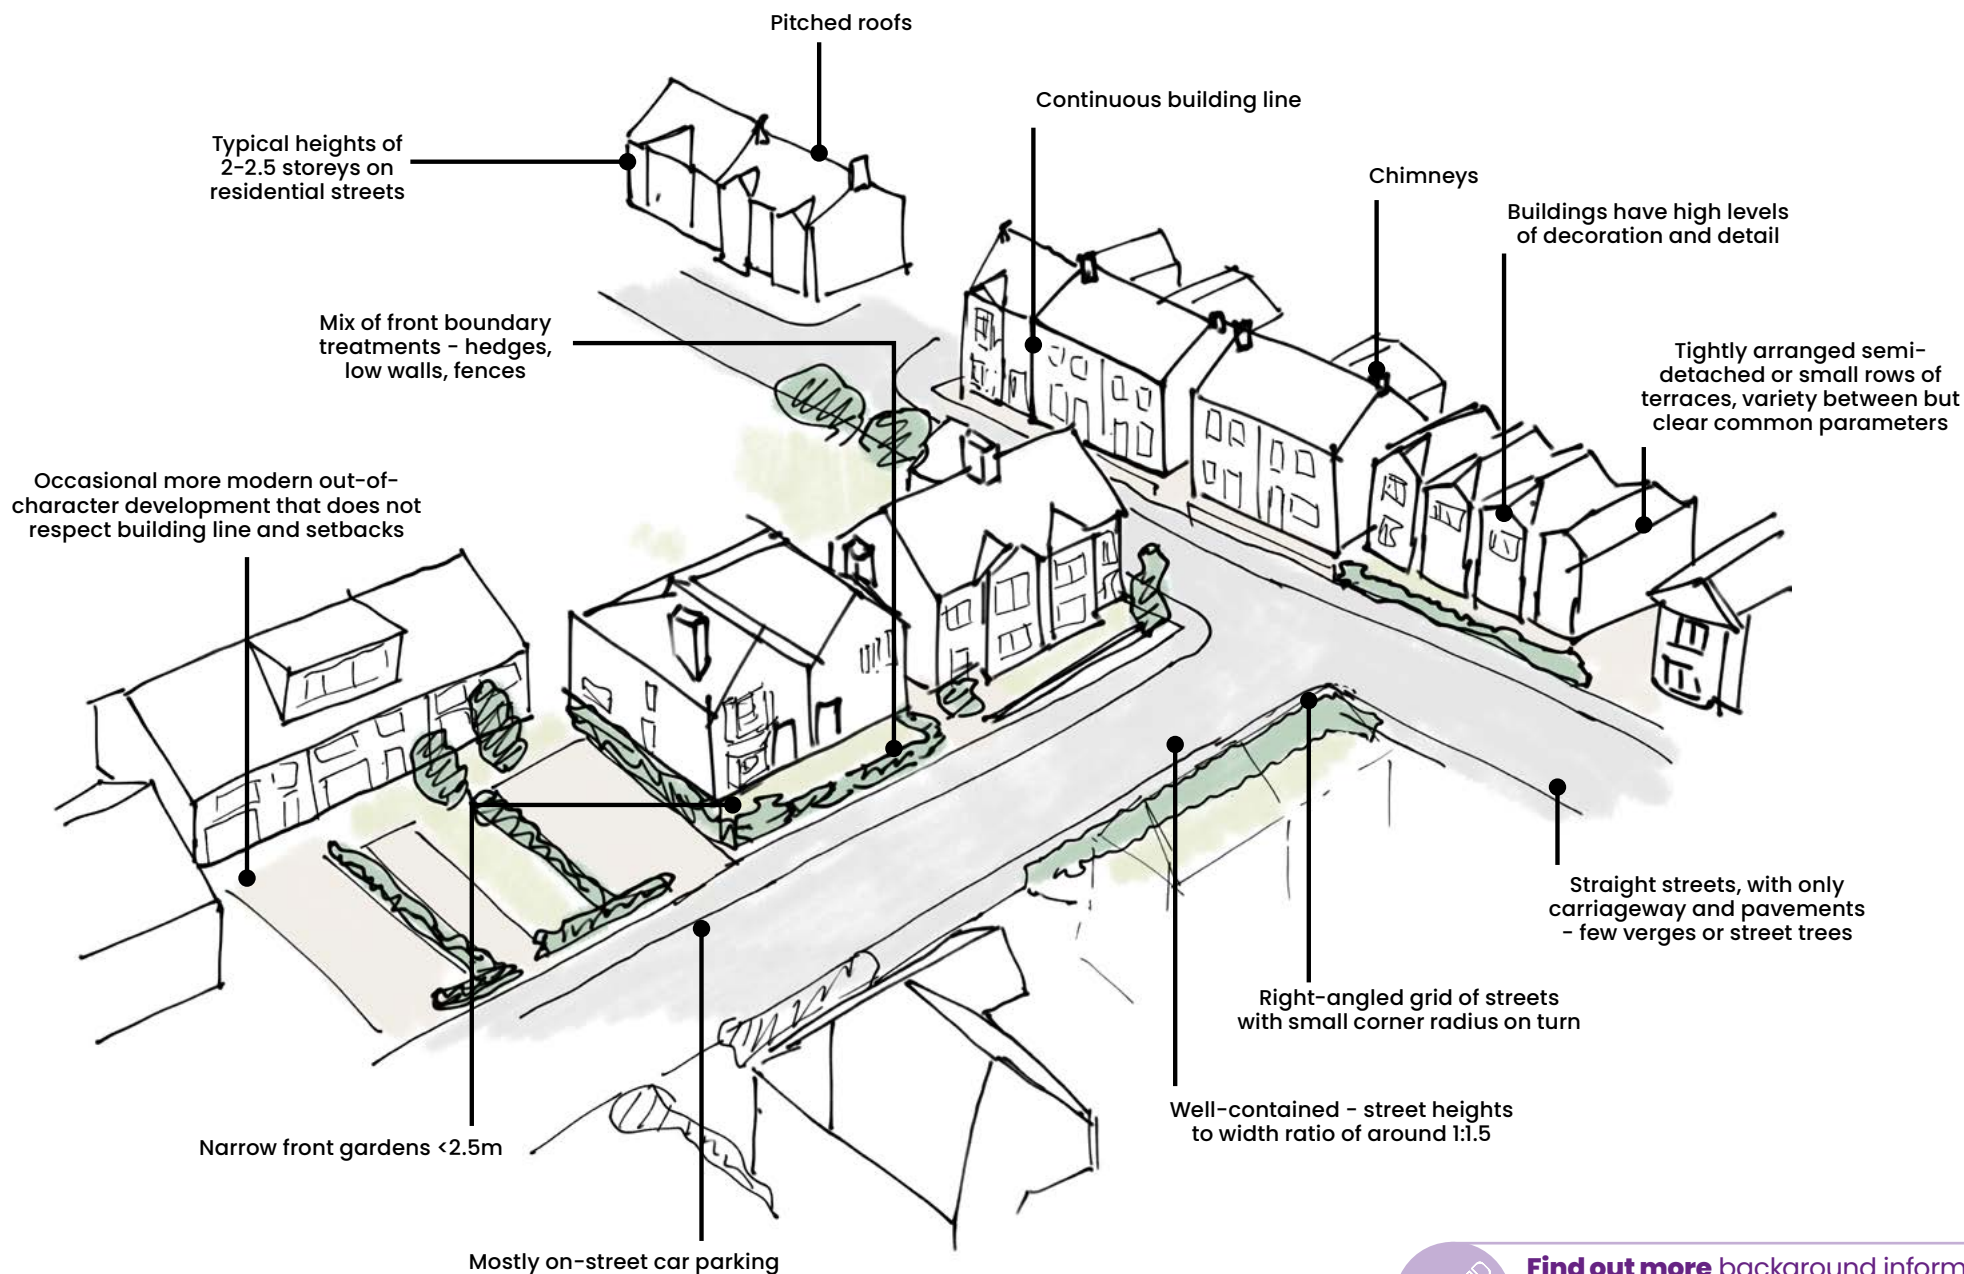 Pitched roofs
Continuous building line
Typical heights of
2-2.5 storeys on
residential streets
Chimneys
Buildings have high levels
of decoration and detail
Mix of front boundary
treatments - hedges,
low walls, fences
Tightly arranged semi-
detached or small rows of
terraces, variety between but
clear common parameters
Occasional more modern out-of-
character development that does not
respect building line and setbacks
Straight streets, with only
carriageway and pavements
- few verges or street trees
Right-angled grid of streets
with small corner radius on turn
Well-contained - street heights
to width ratio of around 1:1.5
Narrow front gardens <2.5m
Mostly on-street car parking
Find out more background inform